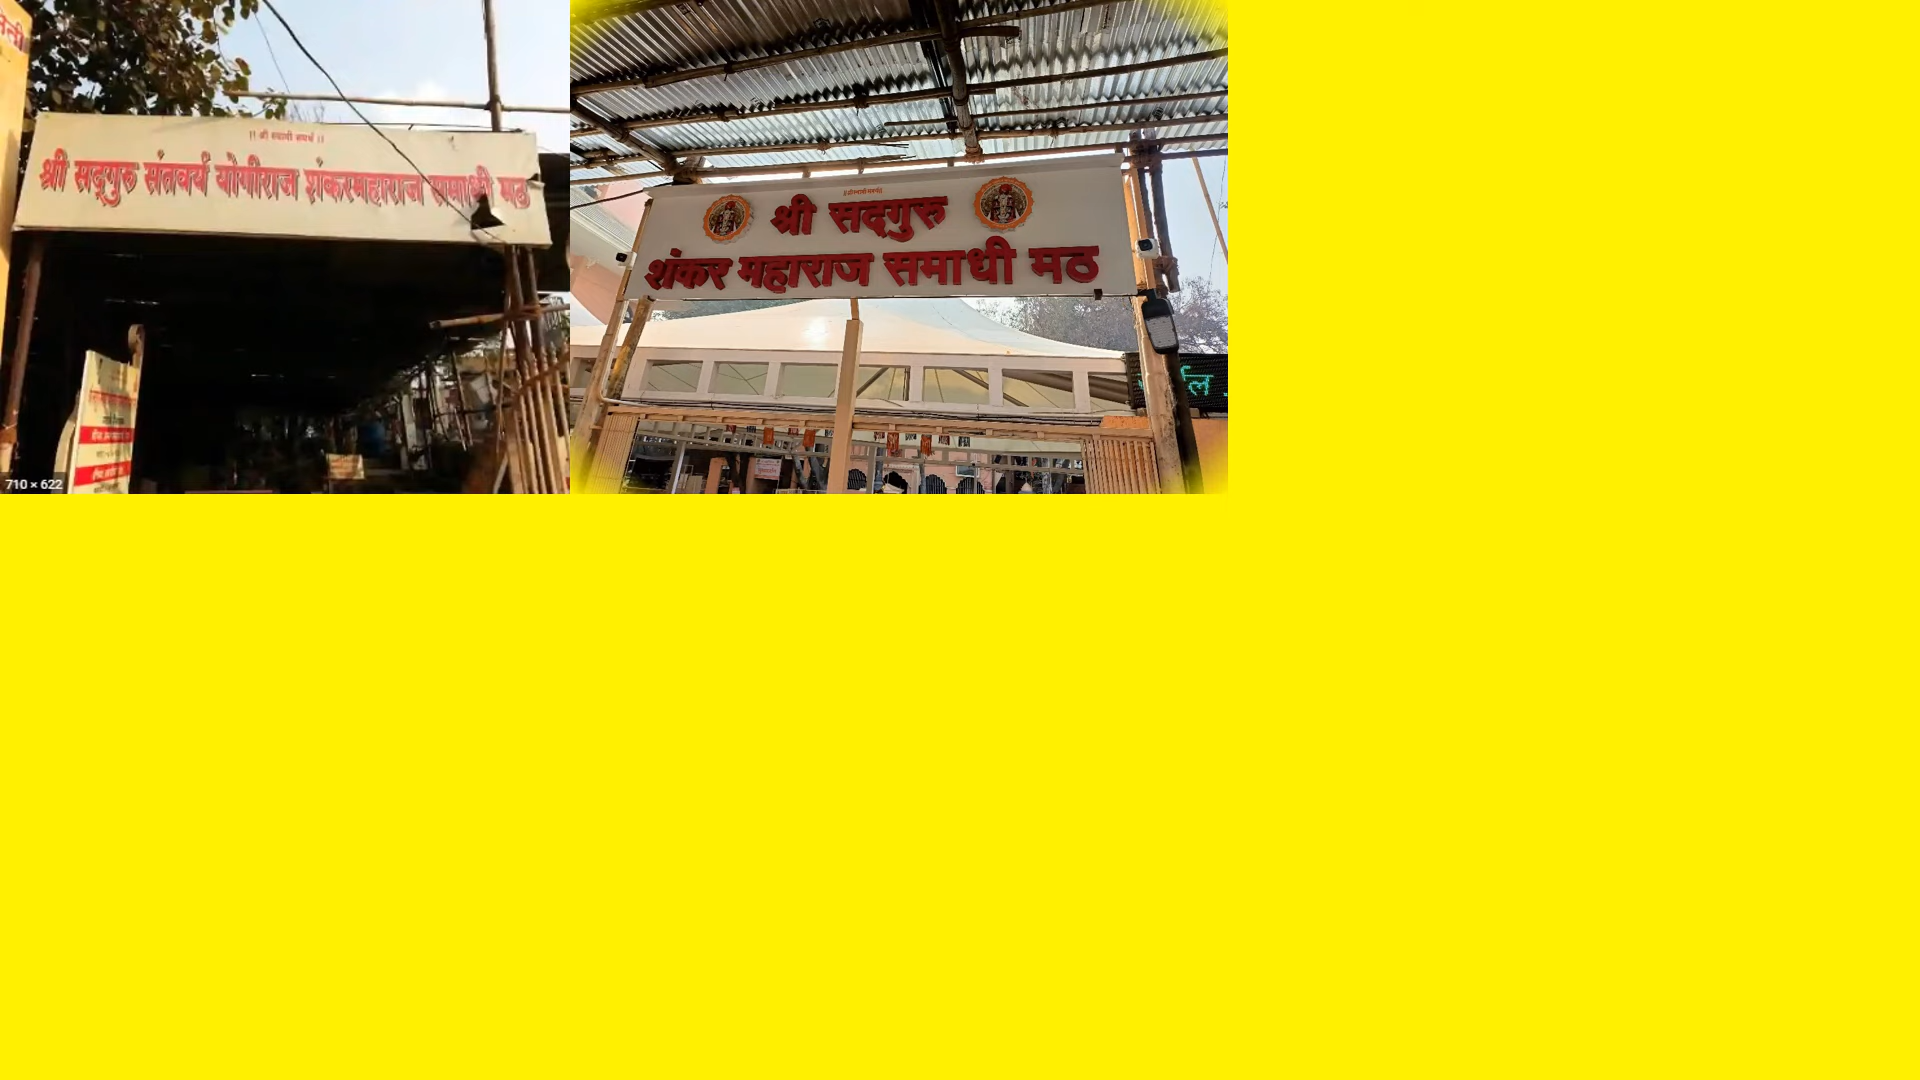 ।। श्री स्वामी समर्थ ।।
श्री सद्गुरु संतवर्य योगीराज शंकरमहाराज समाधी मठ
710 × 622
श्री सद्गुरु
शंकर महाराज समाधी मठ